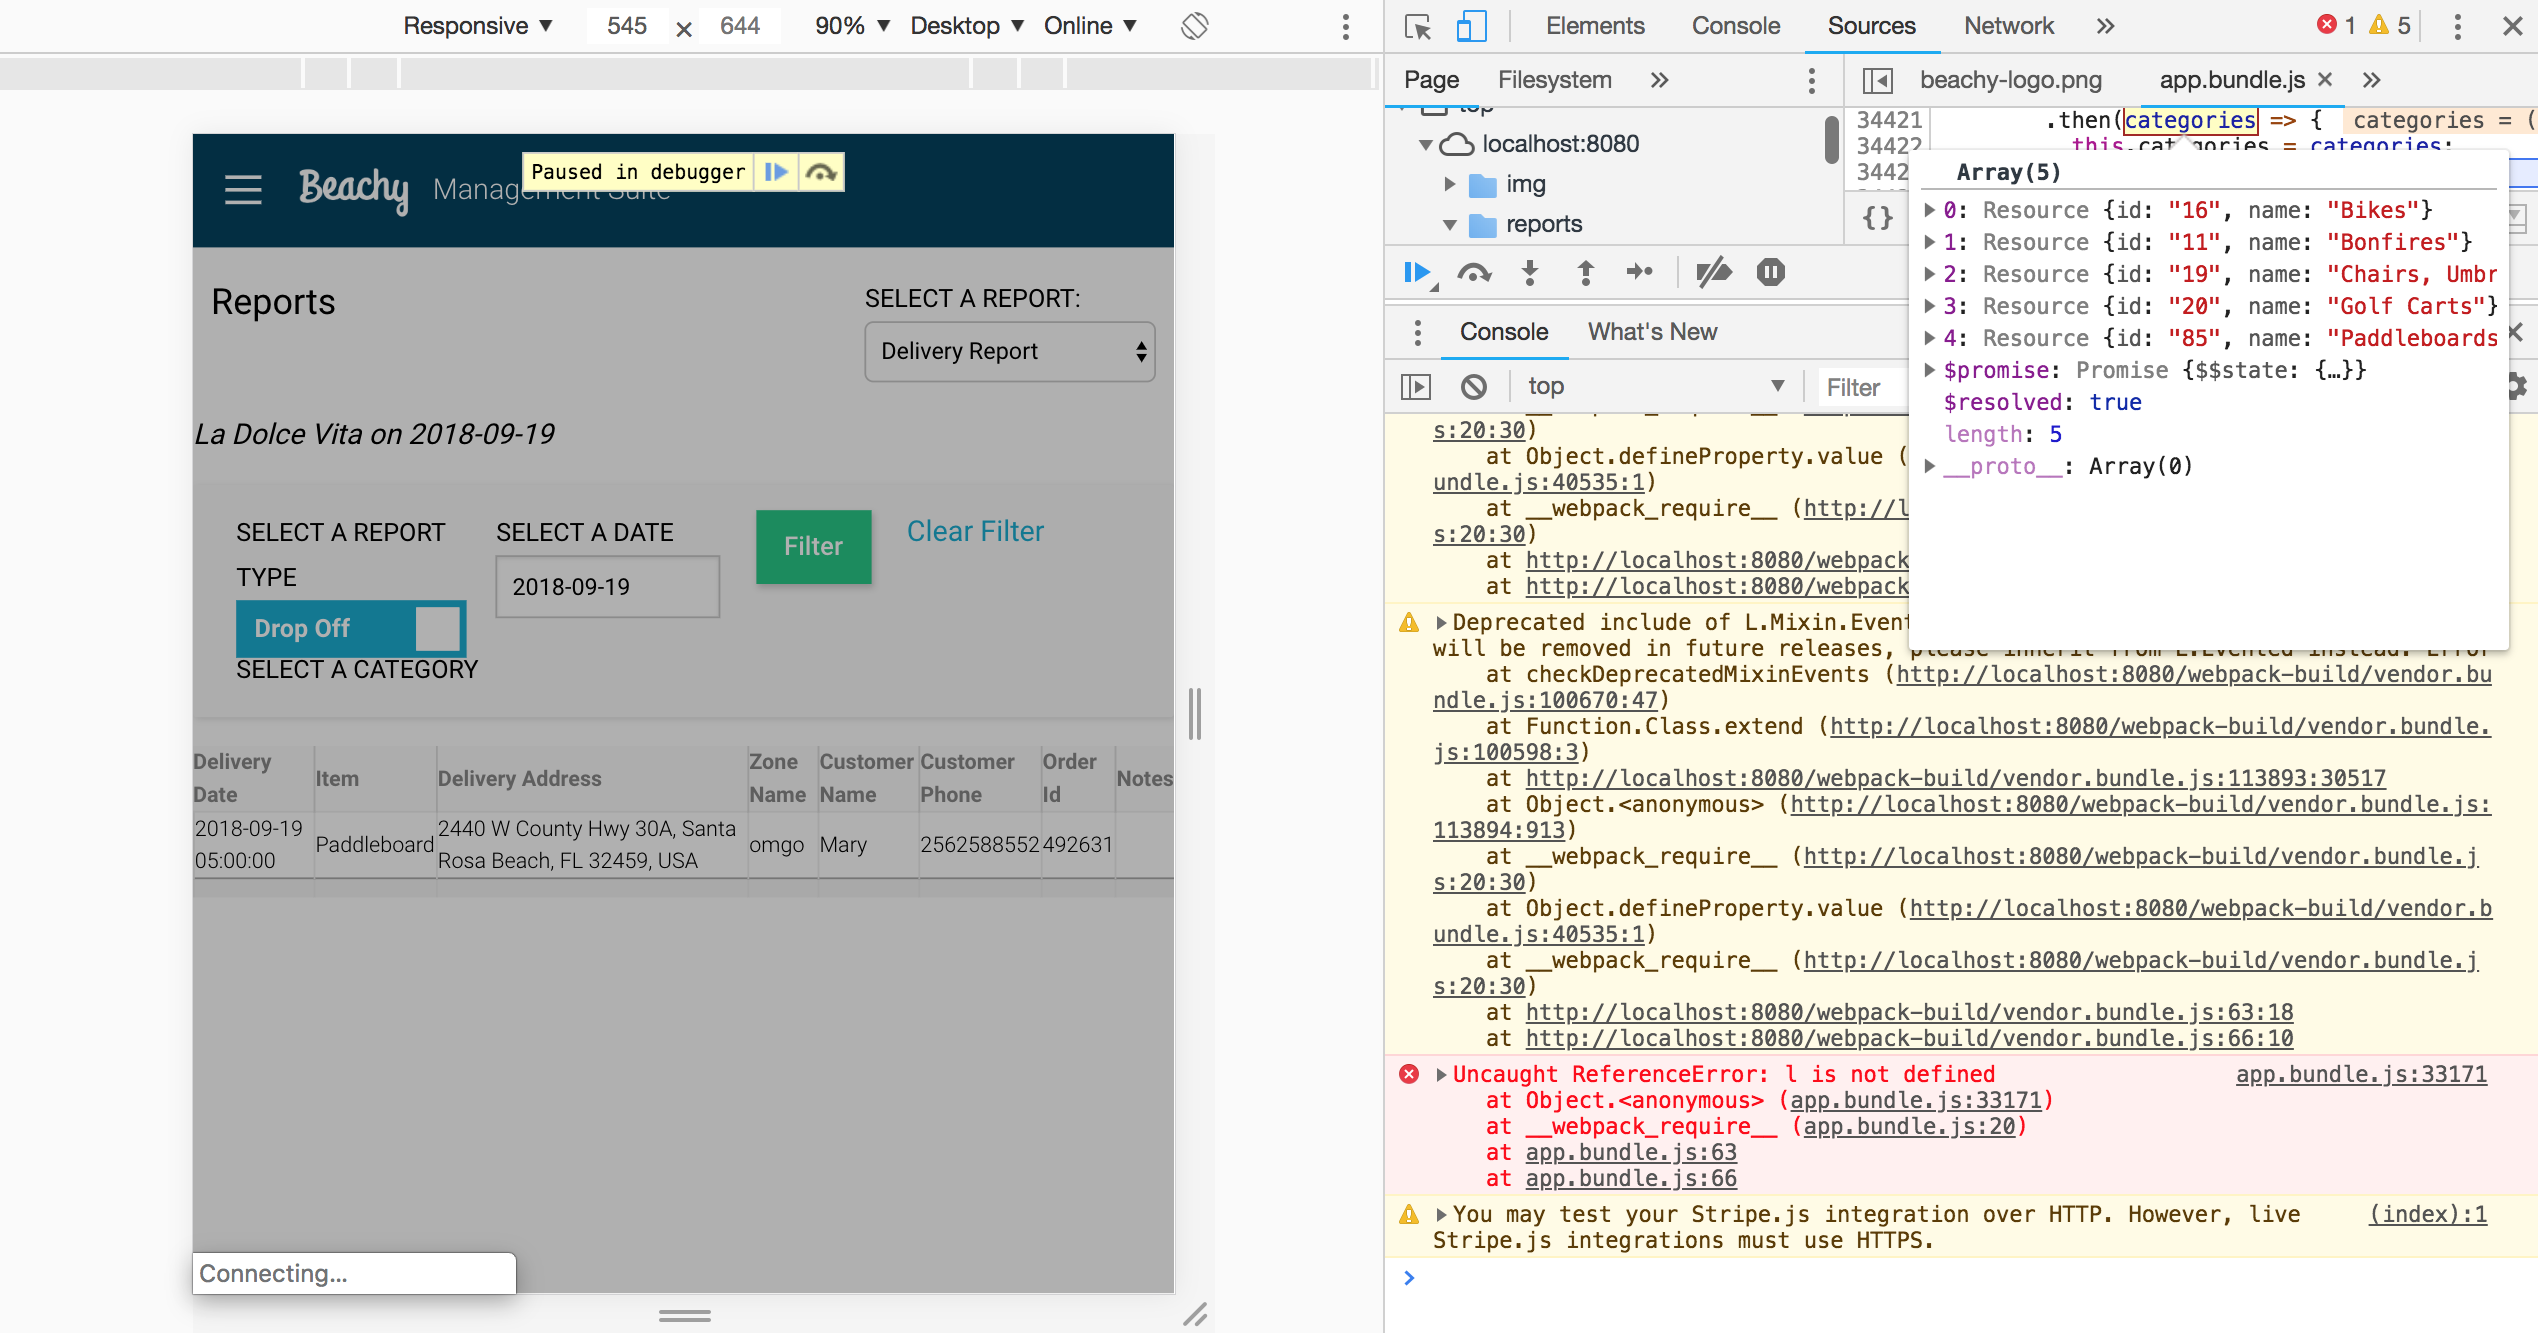 Responsive ▼ 545 × 644 90% ▼ Desktop ▼ Online ▼
Elements Console Sources Network » 1 5
Page Filesystem »
beachy-logo.png app.bundle.js × »
top
localhost:8080
img
reports
34421 .then(categories => { categories = (
34422 this.categories = categories;
3442
{}
Paused in debugger
Beachy Management Suite
Reports
SELECT A REPORT:
Delivery Report
La Dolce Vita on 2018-09-19
SELECT A REPORT TYPE
Drop Off
SELECT A DATE
2018-09-19
Filter
Clear Filter
SELECT A CATEGORY
Delivery Date Item Delivery Address Zone Name Customer Name Customer Phone Order Id Notes
2018-09-19 05:00:00 Paddleboard 2440 W County Hwy 30A, Santa Rosa Beach, FL 32459, USA omgo Mary 2562588552 492631
Connecting...
Array(5)
0: Resource {id: "16", name: "Bikes"}
1: Resource {id: "11", name: "Bonfires"}
2: Resource {id: "19", name: "Chairs, Umbr
3: Resource {id: "20", name: "Golf Carts"}
4: Resource {id: "85", name: "Paddleboards
$promise: Promise {$$state: {…}}
$resolved: true
length: 5
__proto__: Array(0)
Console What's New
top ▼ Filter
s:20:30)
at Object.defineProperty.value (
undle.js:40535:1)
at __webpack_require__ (http://l
s:20:30)
at http://localhost:8080/webpack
at http://localhost:8080/webpack
Deprecated include of L.Mixin.Event
will be removed in future releases, please inherit from L.Evented instead. Error
at checkDeprecatedMixinEvents (http://localhost:8080/webpack-build/vendor.bu
ndle.js:100670:47)
at Function.Class.extend (http://localhost:8080/webpack-build/vendor.bundle.
js:100598:3)
at http://localhost:8080/webpack-build/vendor.bundle.js:113893:30517
at Object.<anonymous> (http://localhost:8080/webpack-build/vendor.bundle.js:
113894:913)
at __webpack_require__ (http://localhost:8080/webpack-build/vendor.bundle.j
s:20:30)
at Object.defineProperty.value (http://localhost:8080/webpack-build/vendor.b
undle.js:40535:1)
at __webpack_require__ (http://localhost:8080/webpack-build/vendor.bundle.j
s:20:30)
at http://localhost:8080/webpack-build/vendor.bundle.js:63:18
at http://localhost:8080/webpack-build/vendor.bundle.js:66:10
Uncaught ReferenceError: l is not defined app.bundle.js:33171
at Object.<anonymous> (app.bundle.js:33171)
at __webpack_require__ (app.bundle.js:20)
at app.bundle.js:63
at app.bundle.js:66
You may test your Stripe.js integration over HTTP. However, live (index):1
Stripe.js integrations must use HTTPS.